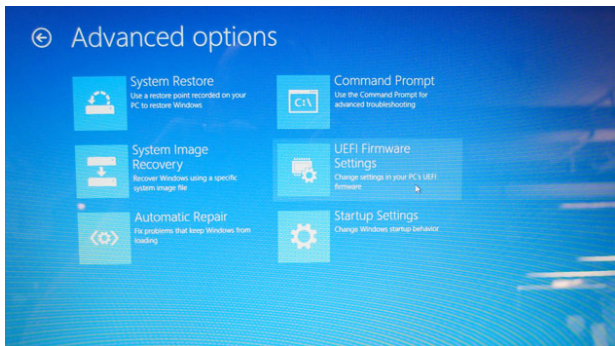 Advanced options
System Restore
Use a restore point recorded on your
PC to restore Windows
Command Prompt
Use the Command Prompt for
advanced troubleshooting
C:\
System Image
Recovery
Recover Windows using a specific
system image file
UEFI Firmware
Settings
Change settings in your PC's UEFI
firmware
Automatic Repair
Fix problems that keep Windows from
loading
Startup Settings
Change Windows startup behavior